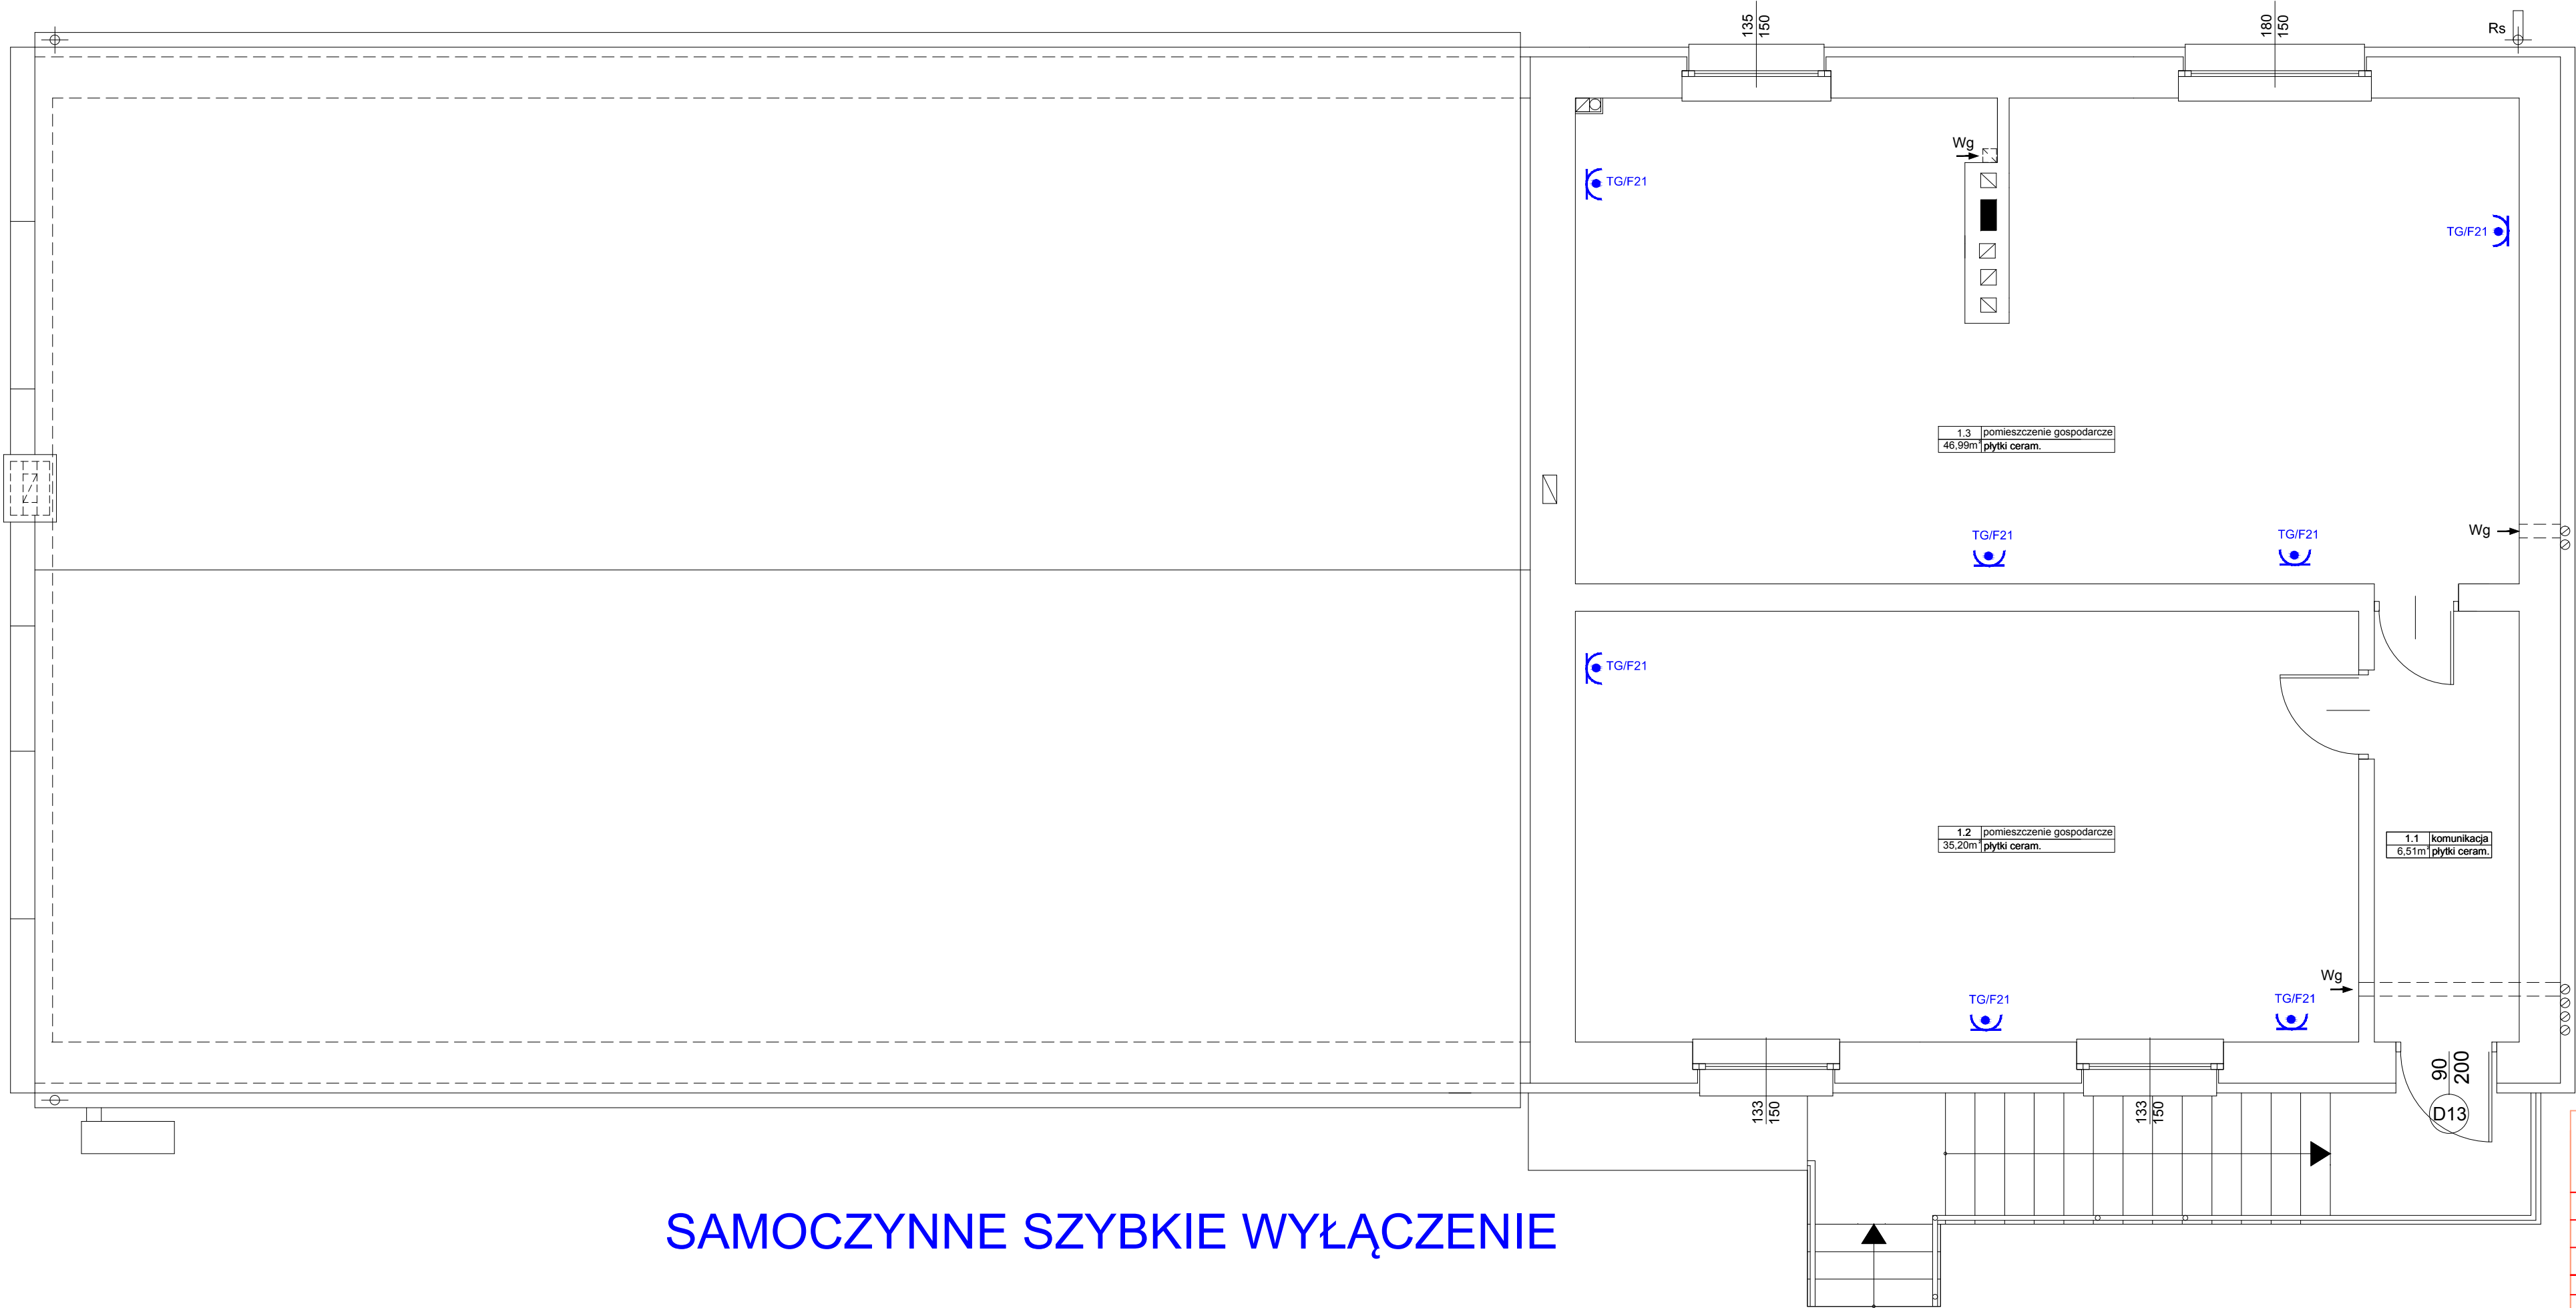 135
150
180
150
Rs
Wg
TG/F21
TG/F21
1.3 pomieszczenie gospodarcze
46,99m² płytki ceram.
TG/F21
TG/F21
Wg
TG/F21
1.2 pomieszczenie gospodarcze
35,20m² płytki ceram.
1.1 komunikacja
6,51m² płytki ceram.
Wg
TG/F21
TG/F21
133
150
133
150
90
200
D13
SAMOCZYNNE SZYBKIE WYŁĄCZENIE